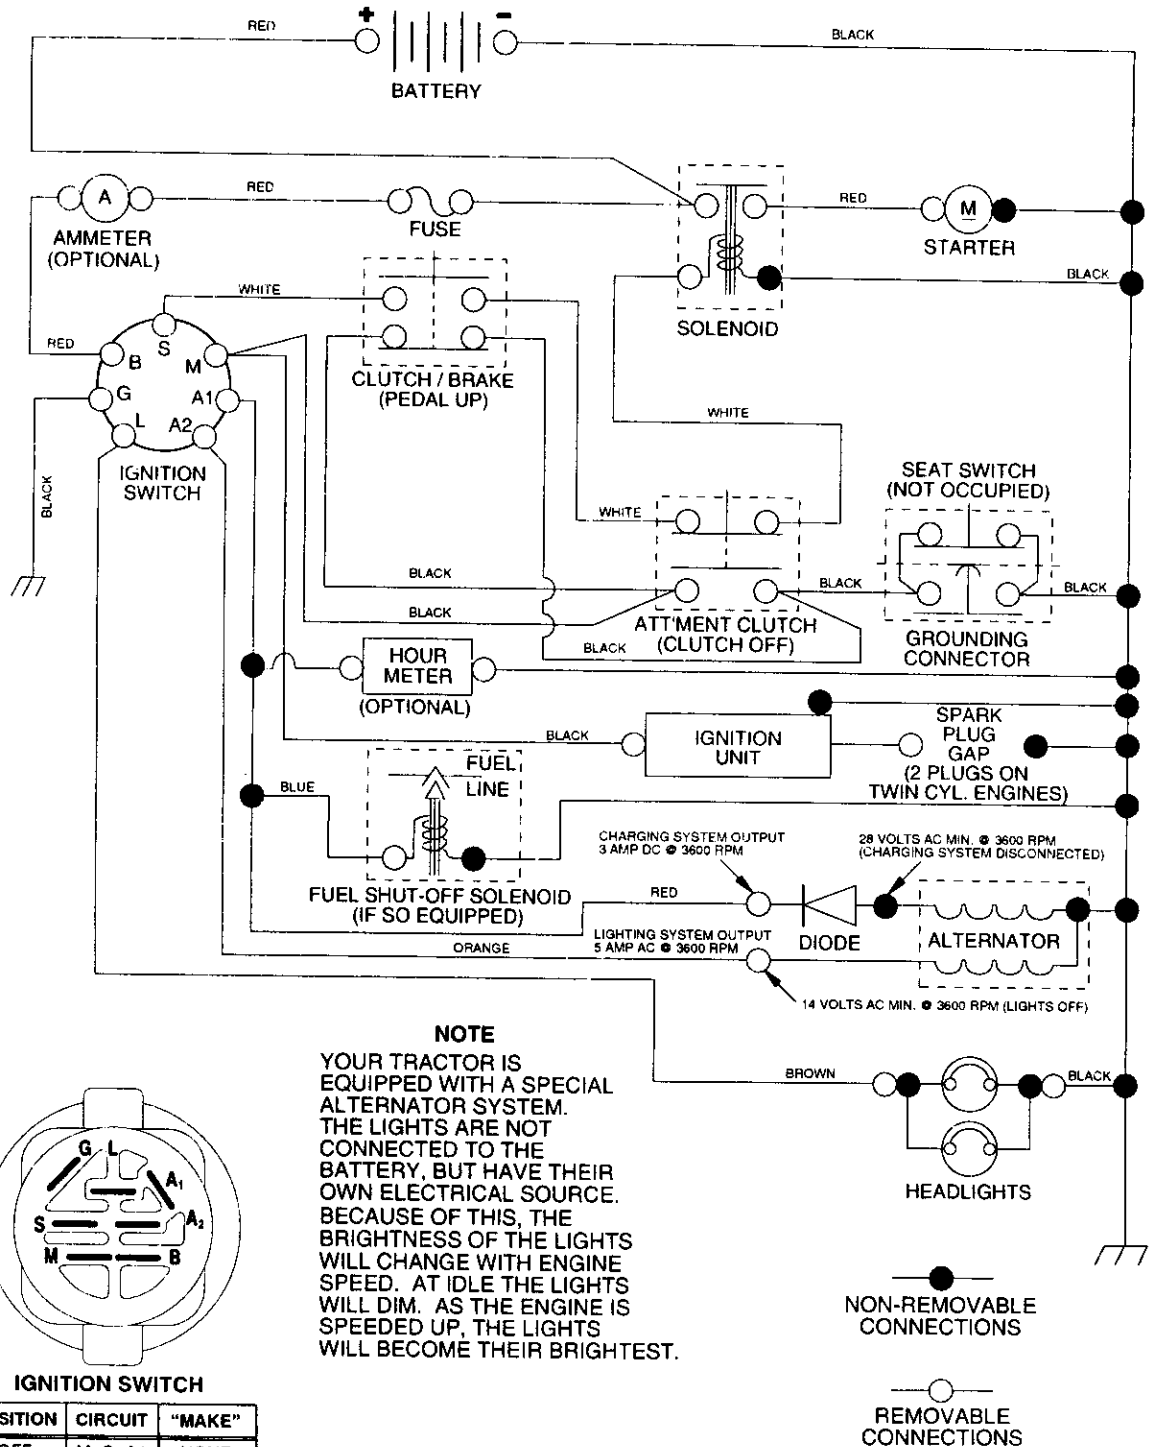 + -
RED
BLACK
BATTERY
A
RED
FUSE
RED
M
STARTER
AMMETER
(OPTIONAL)
BLACK
SOLENOID
WHITE
RED
S
B
M
G
A1
L
A2
IGNITION
SWITCH
BLACK
CLUTCH / BRAKE
(PEDAL UP)
WHITE
SEAT SWITCH
(NOT OCCUPIED)
WHITE
BLACK
BLACK
BLACK
BLACK
ATT'MENT CLUTCH
(CLUTCH OFF)
BLACK
GROUNDING
CONNECTOR
HOUR
METER
(OPTIONAL)
BLACK
IGNITION
UNIT
SPARK
PLUG
GAP
(2 PLUGS ON
TWIN CYL. ENGINES)
BLUE
FUEL
LINE
FUEL SHUT-OFF SOLENOID
(IF SO EQUIPPED)
CHARGING SYSTEM OUTPUT
3 AMP DC @ 3600 RPM
28 VOLTS AC MIN. @ 3600 RPM
(CHARGING SYSTEM DISCONNECTED)
RED
DIODE
ALTERNATOR
LIGHTING SYSTEM OUTPUT
5 AMP AC @ 3600 RPM
ORANGE
14 VOLTS AC MIN. @ 3600 RPM (LIGHTS OFF)
BROWN
BLACK
HEADLIGHTS
NOTE
YOUR TRACTOR IS
EQUIPPED WITH A SPECIAL
ALTERNATOR SYSTEM.
THE LIGHTS ARE NOT
CONNECTED TO THE
BATTERY, BUT HAVE THEIR
OWN ELECTRICAL SOURCE.
BECAUSE OF THIS, THE
BRIGHTNESS OF THE LIGHTS
WILL CHANGE WITH ENGINE
SPEED. AT IDLE THE LIGHTS
WILL DIM. AS THE ENGINE IS
SPEEDED UP, THE LIGHTS
WILL BECOME THEIR BRIGHTEST.
G L
A1
S
A2
M
B
IGNITION SWITCH
SITION CIRCUIT "MAKE"
NON-REMOVABLE
CONNECTIONS
REMOVABLE
CONNECTIONS